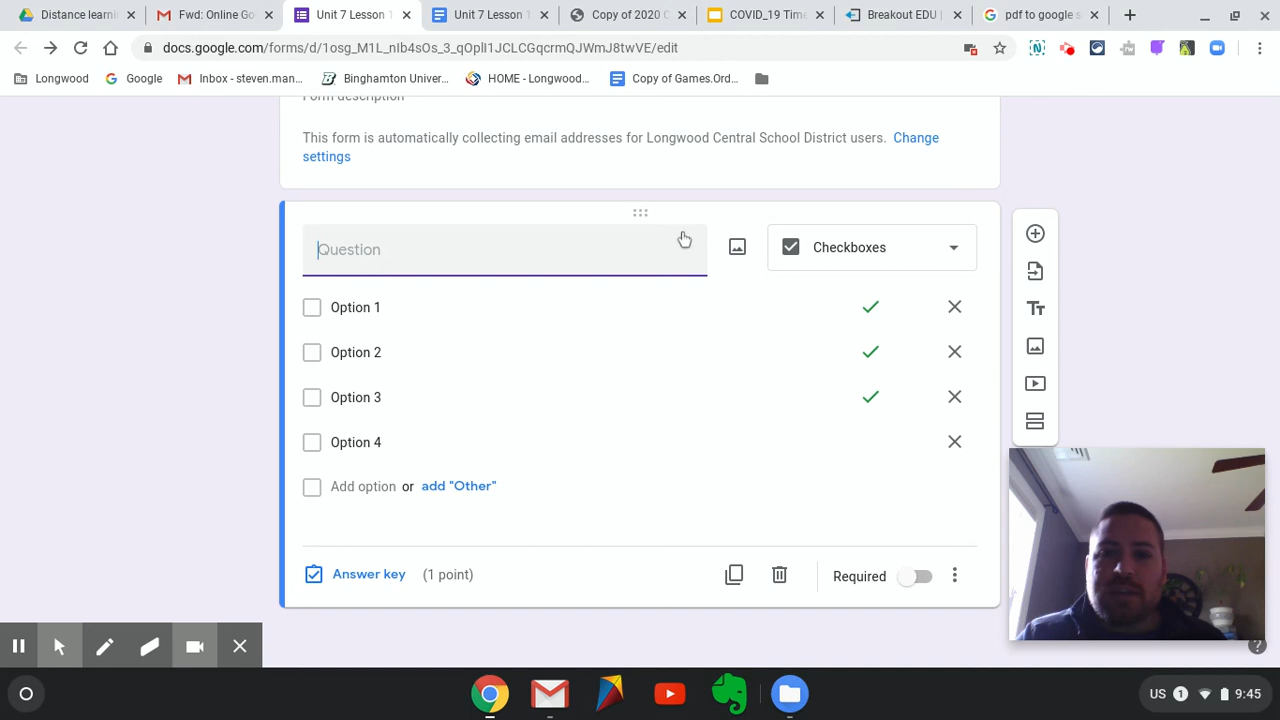 Distance learni
Fwd: Online Go
Unit 7 Lesson 1
Unit 7 Lesson 1
Copy of 2020 C
COVID_19 Time
Breakout EDU
pdf to google s
docs.google.com/forms/d/1osg_M1L_nIb4sOs_3_qOplI1JCLCGqcrmQJWmJ8twVE/edit
Longwood
Google
Inbox - steven.man...
Binghamton Univer...
HOME - Longwood...
Copy of Games.Ord...
Form description
This form is automatically collecting email addresses for Longwood Central School District users. Change
settings
Question
Checkboxes
Option 1
Option 2
Option 3
Option 4
Add option or add "Other"
Answer key (1 point)
Required
US 1 9:45